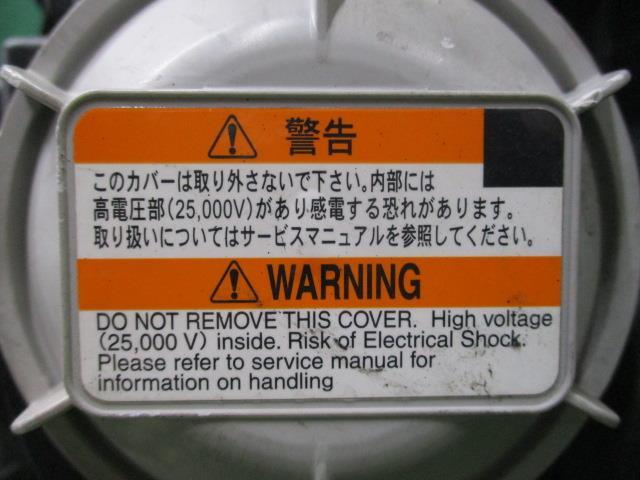 警告
このカバーは取り外さないで下さい。内部には
高電圧部(25,000V)があり感電する恐れがあります。
取り扱いについてはサービスマニュアルを参照してください。
WARNING
DO NOT REMOVE THIS COVER. High voltage
(25,000 V) inside. Risk of Electrical Shock.
Please refer to service manual for
information on handling